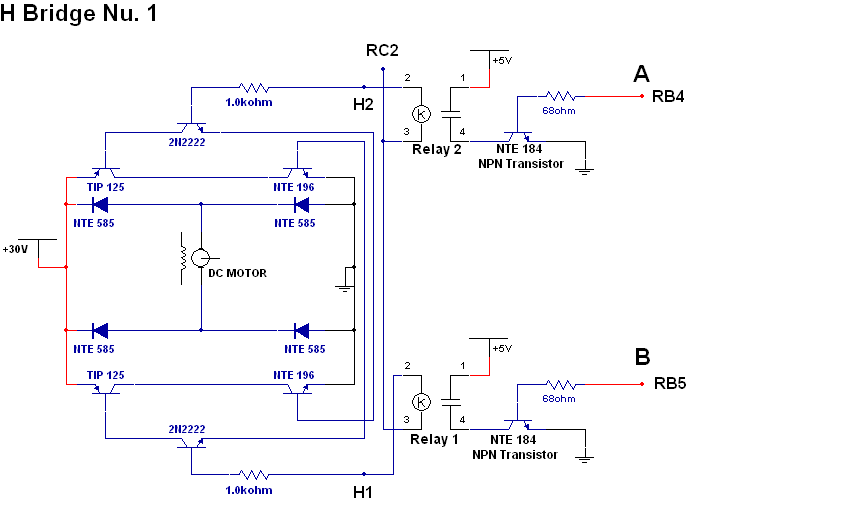 H Bridge Nu. 1
RC2
+5V
A
2
1
RB4
1.0kohm
H2
k
68ohm
2N2222
3
4
Relay 2
NTE 184
NPN Transistor
TIP 125
NTE 196
NTE 585
NTE 585
+30V
DC MOTOR
NTE 585
NTE 585
+5V
B
TIP 125
NTE 196
2
1
RB5
k
68ohm
2N2222
3
4
Relay 1
NTE 184
NPN Transistor
1.0kohm
H1